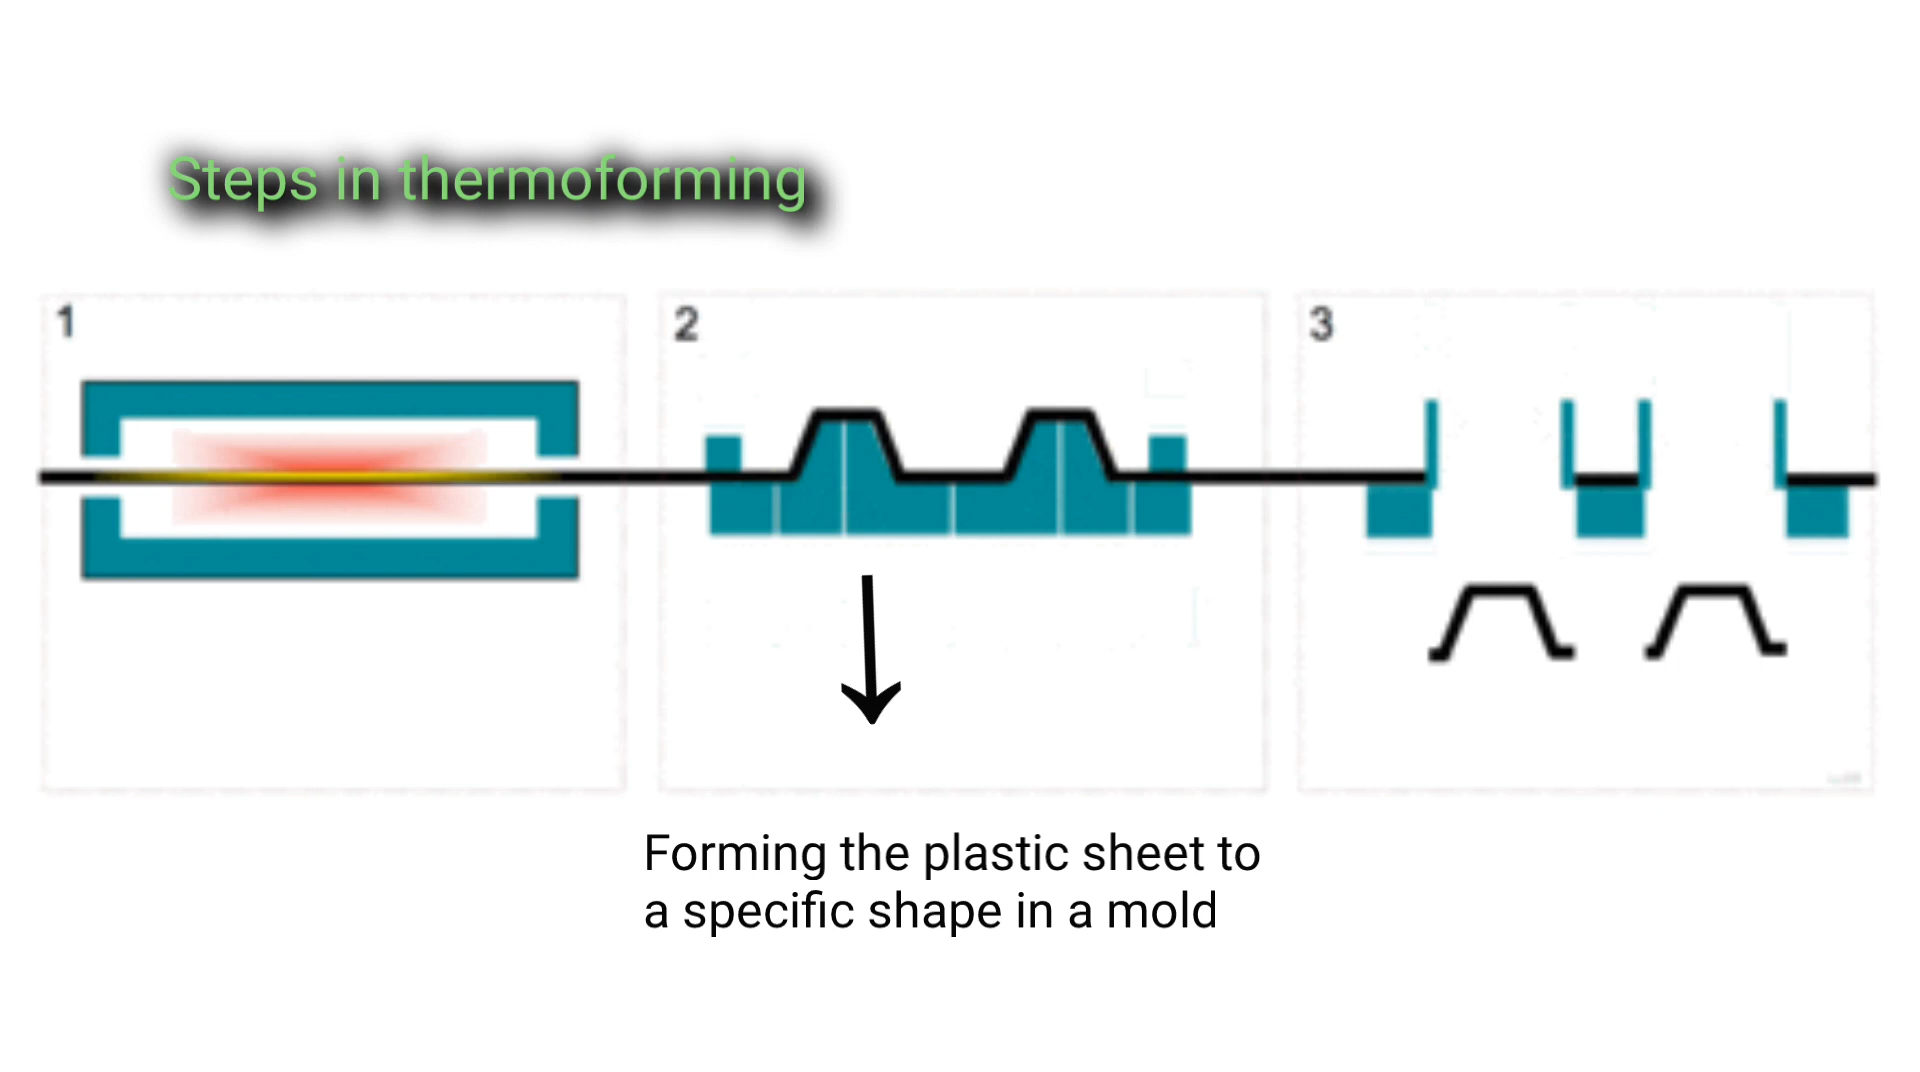 Steps in thermoforming
1
2
3
Forming the plastic sheet to
a specific shape in a mold